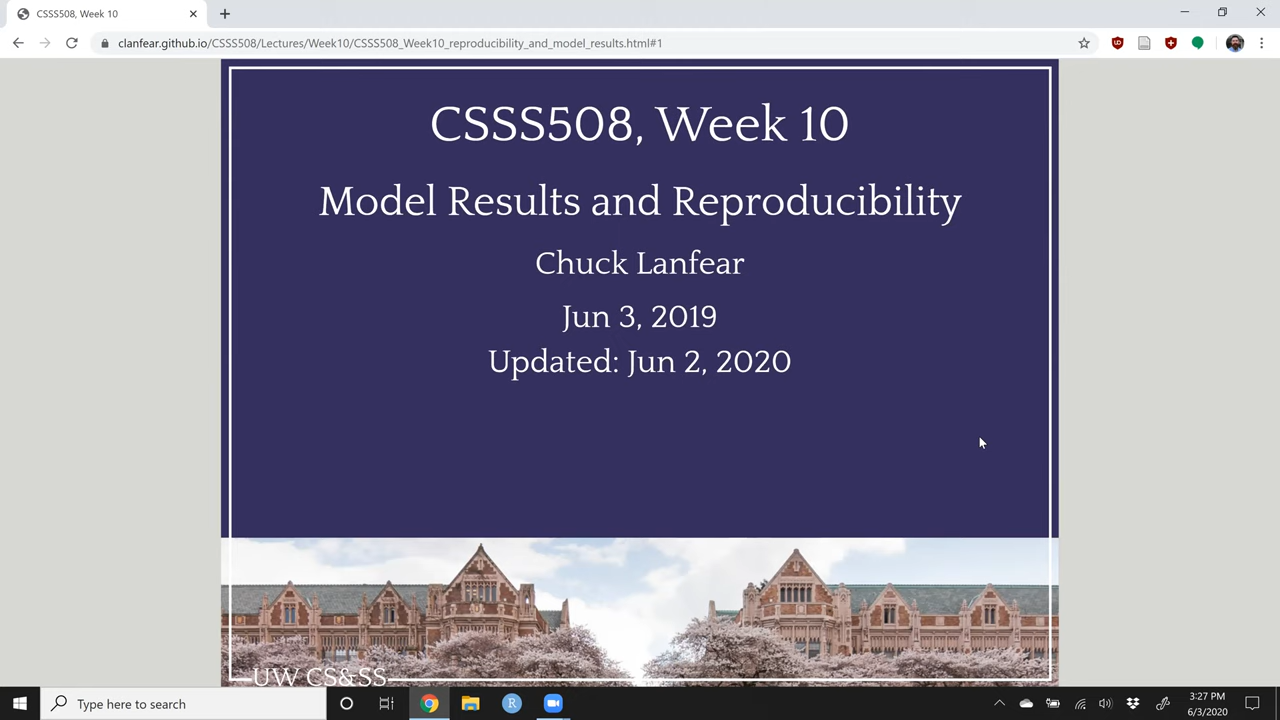 CSSS508, Week 10
clanfear.github.io/CSSS508/Lectures/Week10/CSSS508_Week10_reproducibility_and_model_results.html#1
CSSS508, Week 10
Model Results and Reproducibility
Chuck Lanfear
Jun 3, 2019
Updated: Jun 2, 2020
UW CS&SS
Type here to search
R
3:27 PM
6/3/2020